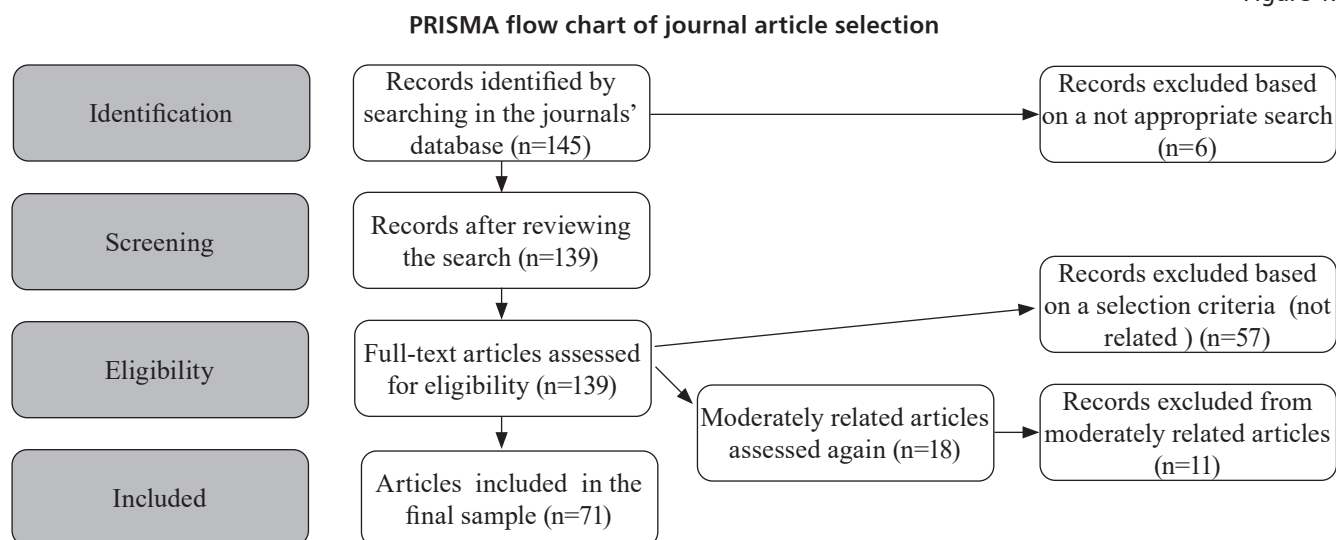 PRISMA flow chart of journal article selection
Identification
Records identified by
searching in the journals’
database (n=145)
Records excluded based
on a not appropriate search
(n=6)
Screening
Records after reviewing
the search (n=139)
Eligibility
Full-text articles assessed
for eligibility (n=139)
Records excluded based
on a selection criteria (not
related ) (n=57)
Moderately related articles
assessed again (n=18)
Records excluded from
moderately related articles
(n=11)
Included
Articles included in the
final sample (n=71)